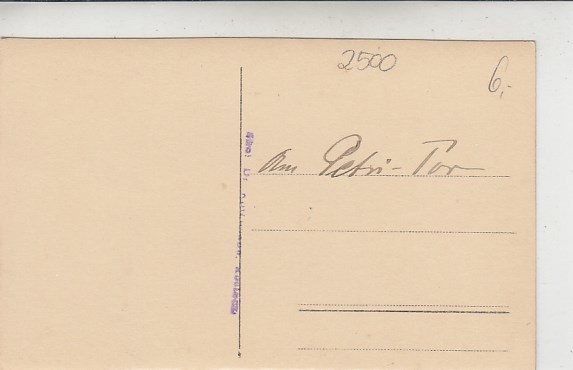 2500
6,-
Am Petri-Tor